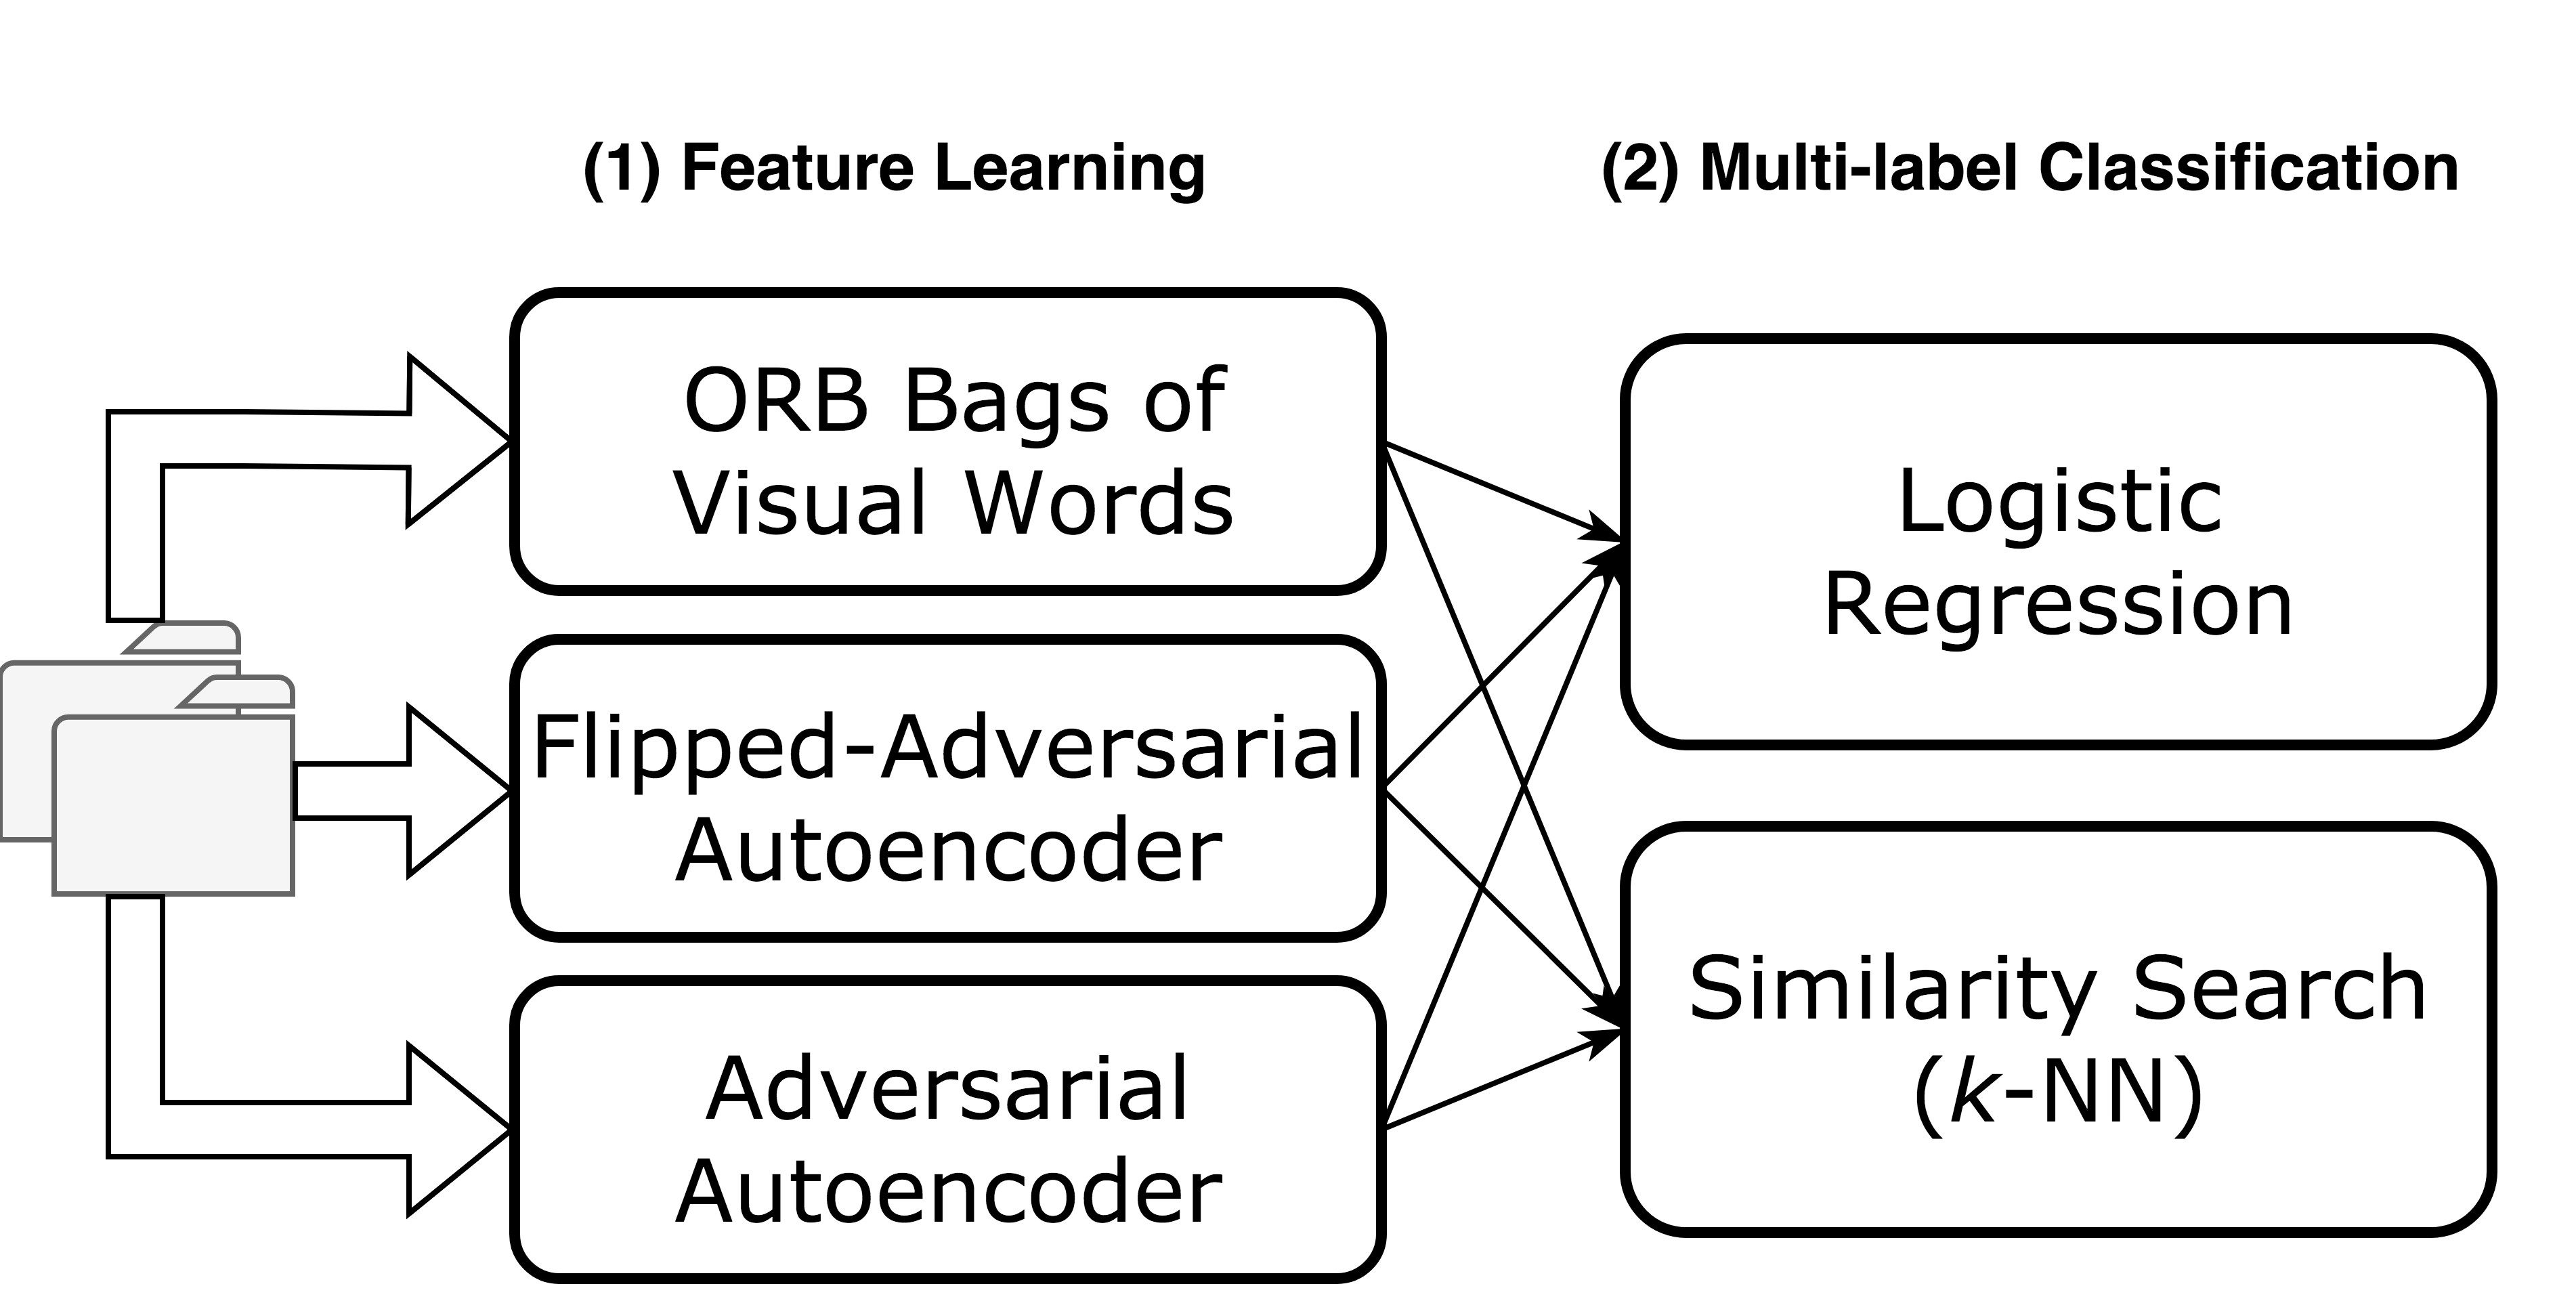 (1) Feature Learning
(2) Multi-label Classification
ORB Bags of
Visual Words
Flipped-Adversarial
Autoencoder
Adversarial
Autoencoder
Logistic
Regression
Similarity Search
(k-NN)